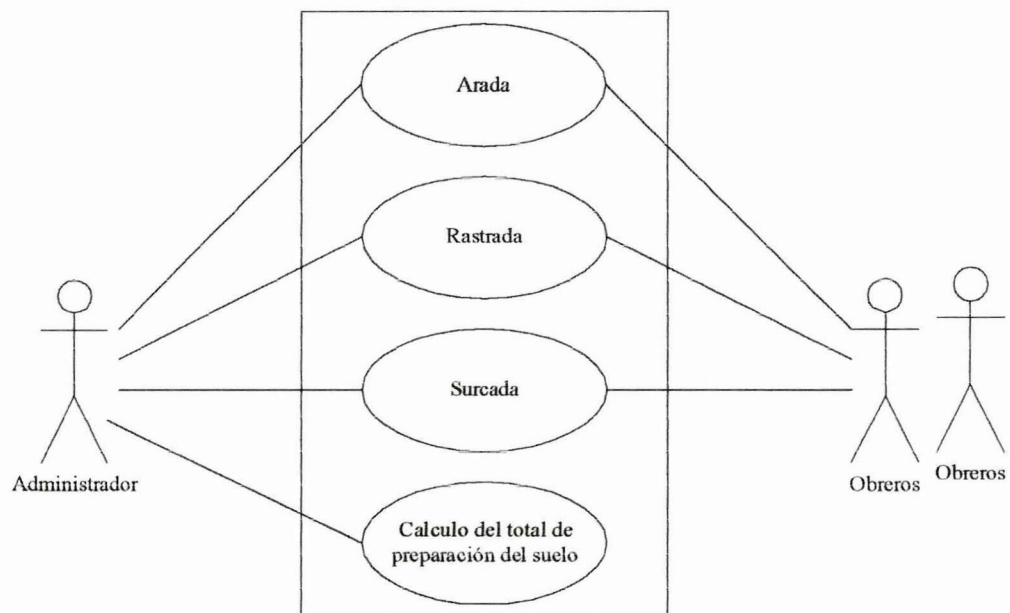 Arada
Rastrada
Surcada
Administrador
Obreros
Obreros
Calculo del total de
preparación del suelo